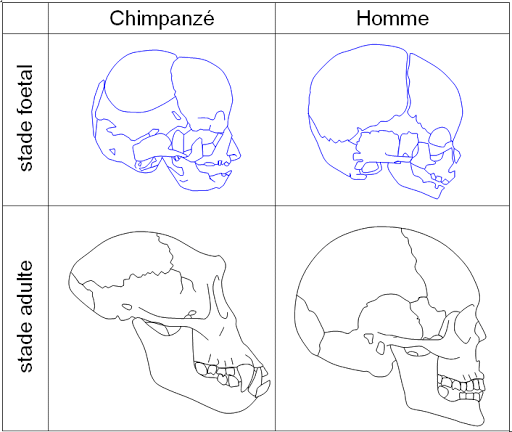 Chimpanzé
Homme
stade foetal
stade adulte